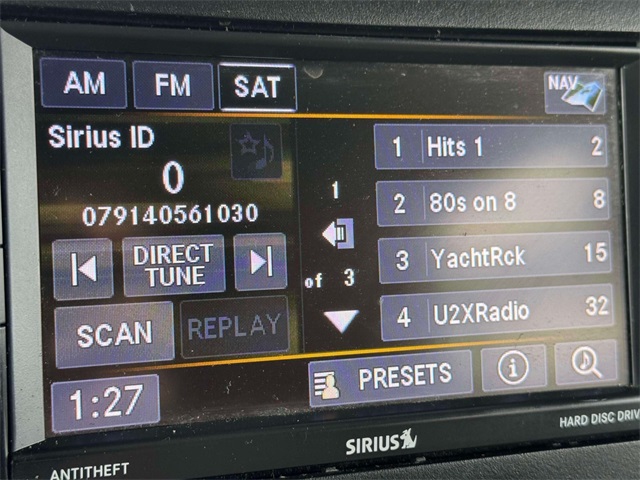 AM FM SAT NAV
Sirius ID
0
079140561030
DIRECT
TUNE
SCAN REPLAY
1:27
1
of 3
1 Hits 1 2
2 80s on 8 8
3 YachtRck 15
4 U2XRadio 32
PRESETS
SIRIUS
HARD DISC DRIV
ANTITHEFT